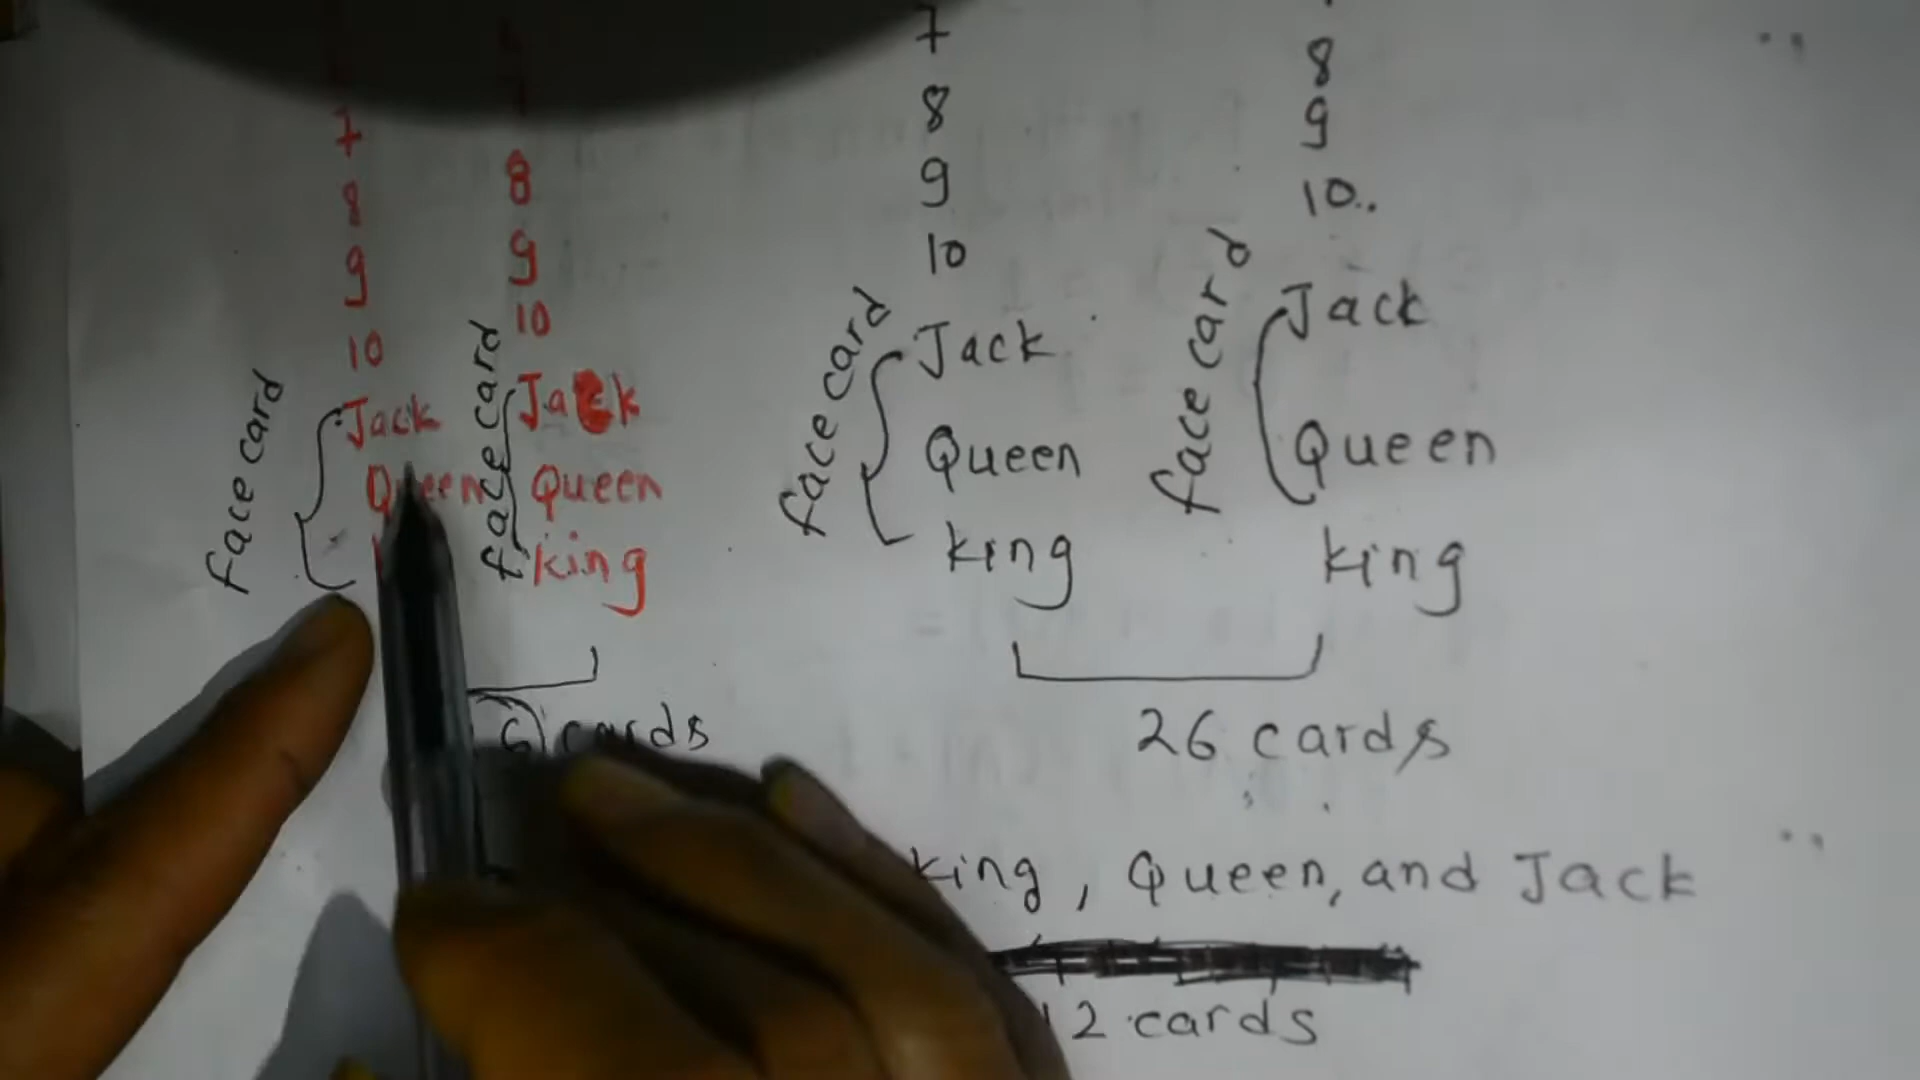 7
8
9
10
Jack
Queen
face card
8
9
10
Jack
Queen
king
face card
cards
7
8
9
10
Jack
Queen
king
face card
8
9
10..
Jack
Queen
king
face card
26 cards
king, Queen, and Jack
12 cards